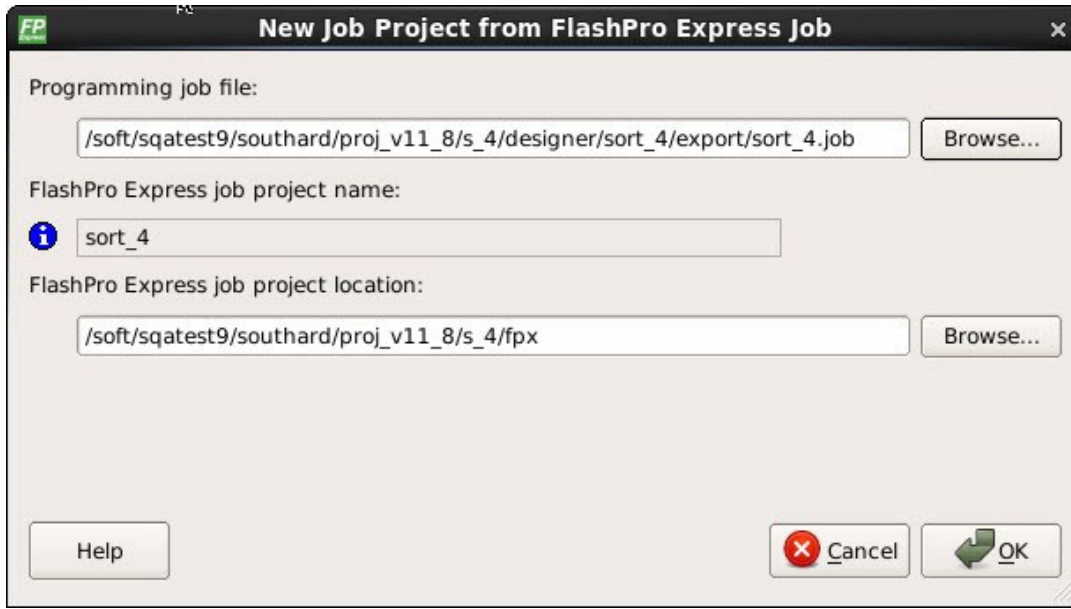 FP
Express
New Job Project from FlashPro Express Job
Programming job file:
/soft/sqatest9/southard/proj_v11_8/s_4/designer/sort_4/export/sort_4.job
Browse...
FlashPro Express job project name:
sort_4
FlashPro Express job project location:
/soft/sqatest9/southard/proj_v11_8/s_4/fpx
Browse...
Help
Cancel
OK